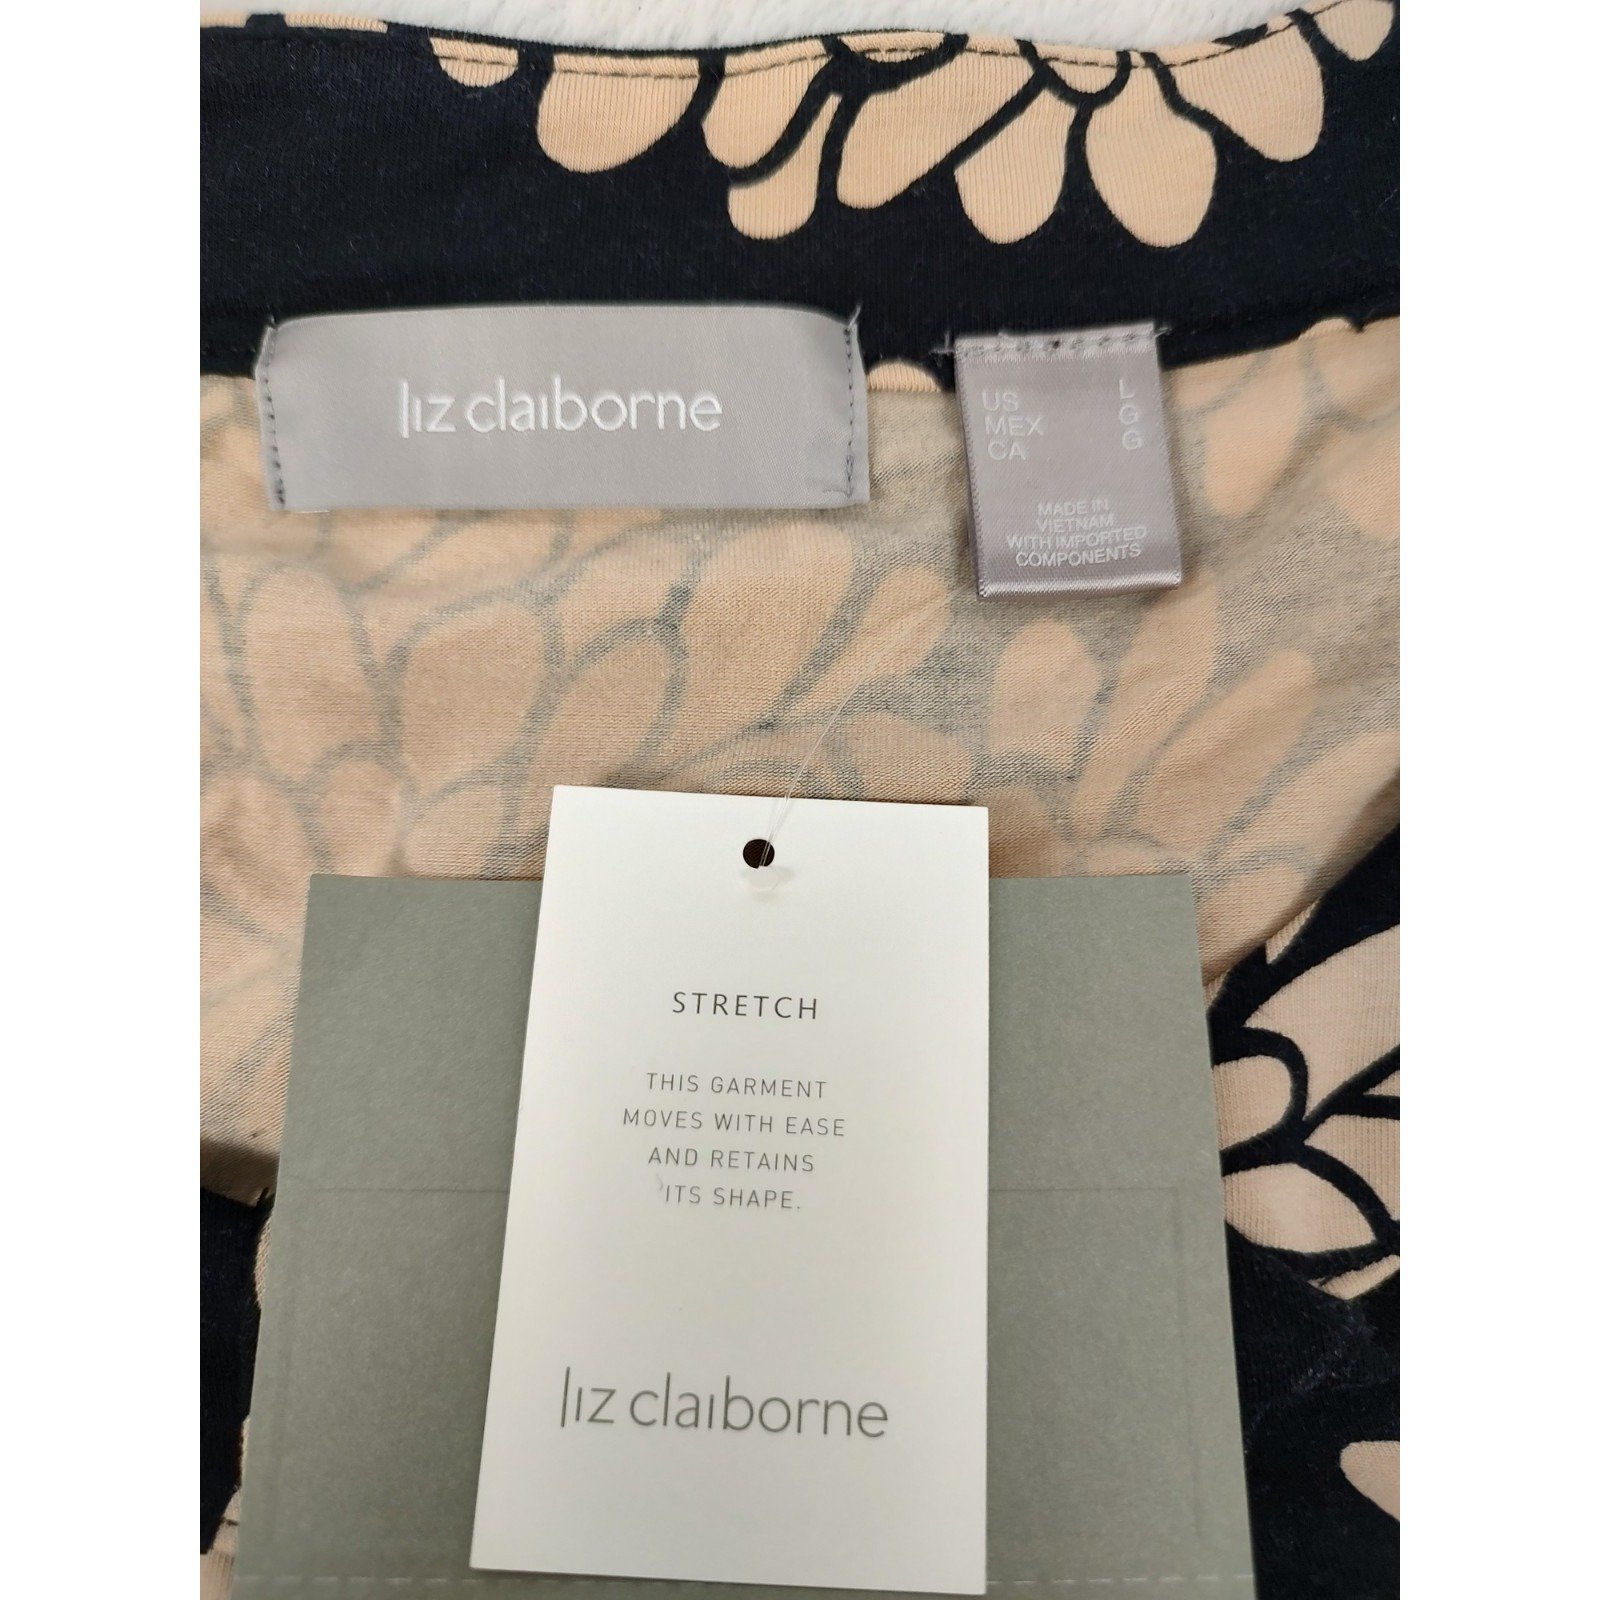 liz claiborne
US L
MEX G
CA G
MADE IN
VIETNAM
WITH IMPORTED
COMPONENTS
STRETCH
THIS GARMENT
MOVES WITH EASE
AND RETAINS
ITS SHAPE.
liz claiborne